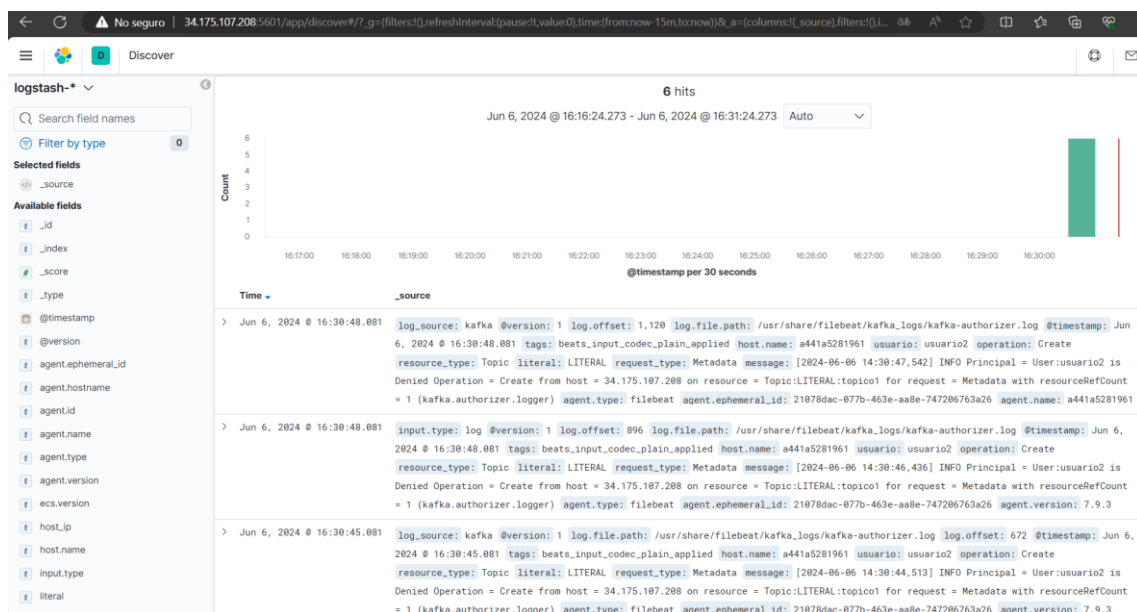 No seguro 34.175.107.208:5601/app/discover#/?_g=(filters:!(),refreshInterval:(pause:!t,value:0),time:(from:now-15m,to:now))&_a=(columns:!(_source),filters:!(),i...
D Discover
logstash-*
Search field names
Filter by type 0
Selected fields
_source
Available fields
t _id
t _index
# _score
t _type
@timestamp
t @version
t agent.ephemeral_id
t agent.hostname
t agent.id
t agent.name
t agent.type
t agent.version
t ecs.version
t host_ip
t host.name
t input.type
t literal
6 hits
Jun 6, 2024 @ 16:16:24.273 - Jun 6, 2024 @ 16:31:24.273 Auto
Count
6
5
4
3
2
1
0
16:17:00 16:18:00 16:19:00 16:20:00 16:21:00 16:22:00 16:23:00 16:24:00 16:25:00 16:26:00 16:27:00 16:28:00 16:29:00 16:30:00
@timestamp per 30 seconds
Time _source
Jun 6, 2024 @ 16:30:48.081 log_source: kafka @version: 1 log.offset: 1,120 log.file.path: /usr/share/filebeat/kafka_logs/kafka-authorizer.log @timestamp: Jun
6, 2024 @ 16:30:48.081 tags: beats_input_codec_plain_applied host.name: a441a5281961 usuario: usuario2 operation: Create
resource_type: Topic literal: LITERAL request_type: Metadata message: [2024-06-06 14:30:47,542] INFO Principal = User:usuario2 is
Denied Operation = Create from host = 34.175.107.208 on resource = Topic:LITERAL:topico1 for request = Metadata with resourceRefCount
= 1 (kafka.authorizer.logger) agent.type: filebeat agent.ephemeral_id: 21078dac-077b-463e-aa8e-747206763a26 agent.name: a441a5281961
Jun 6, 2024 @ 16:30:48.081 input.type: log @version: 1 log.offset: 896 log.file.path: /usr/share/filebeat/kafka_logs/kafka-authorizer.log @timestamp: Jun 6,
2024 @ 16:30:48.081 tags: beats_input_codec_plain_applied host.name: a441a5281961 usuario: usuario2 operation: Create
resource_type: Topic literal: LITERAL request_type: Metadata message: [2024-06-06 14:30:46,436] INFO Principal = User:usuario2 is
Denied Operation = Create from host = 34.175.107.208 on resource = Topic:LITERAL:topico1 for request = Metadata with resourceRefCount
= 1 (kafka.authorizer.logger) agent.type: filebeat agent.ephemeral_id: 21078dac-077b-463e-aa8e-747206763a26 agent.version: 7.9.3
Jun 6, 2024 @ 16:30:45.081 log_source: kafka @version: 1 log.file.path: /usr/share/filebeat/kafka_logs/kafka-authorizer.log log.offset: 672 @timestamp: Jun 6,
2024 @ 16:30:45.081 tags: beats_input_codec_plain_applied host.name: a441a5281961 usuario: usuario2 operation: Create
resource_type: Topic literal: LITERAL request_type: Metadata message: [2024-06-06 14:30:44,513] INFO Principal = User:usuario2 is
Denied Operation = Create from host = 34.175.107.208 on resource = Topic:LITERAL:topico1 for request = Metadata with resourceRefCount
= 1 (kafka.authorizer.logger) agent.type: filebeat agent.ephemeral_id: 21078dac-077b-463e-aa8e-747206763a26 agent.version: 7.9.3